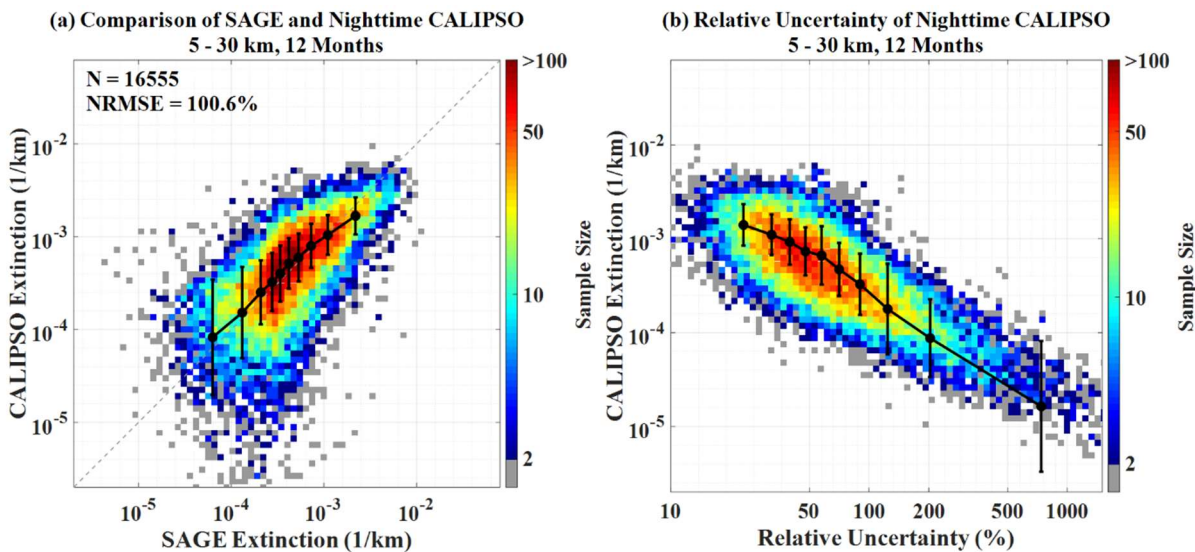 (a) Comparison of SAGE and Nighttime CALIPSO
5 - 30 km, 12 Months
N = 16555
NRMSE = 100.6%
CALIPSO Extinction (1/km)
10⁻²
10⁻³
10⁻⁴
10⁻⁵
10⁻⁵ 10⁻⁴ 10⁻³ 10⁻²
SAGE Extinction (1/km)
>100
50
10
2
Sample Size
(b) Relative Uncertainty of Nighttime CALIPSO
5 - 30 km, 12 Months
CALIPSO Extinction (1/km)
10⁻²
10⁻³
10⁻⁴
10⁻⁵
10 50 100 200 500 1000
Relative Uncertainty (%)
>100
50
10
2
Sample Size